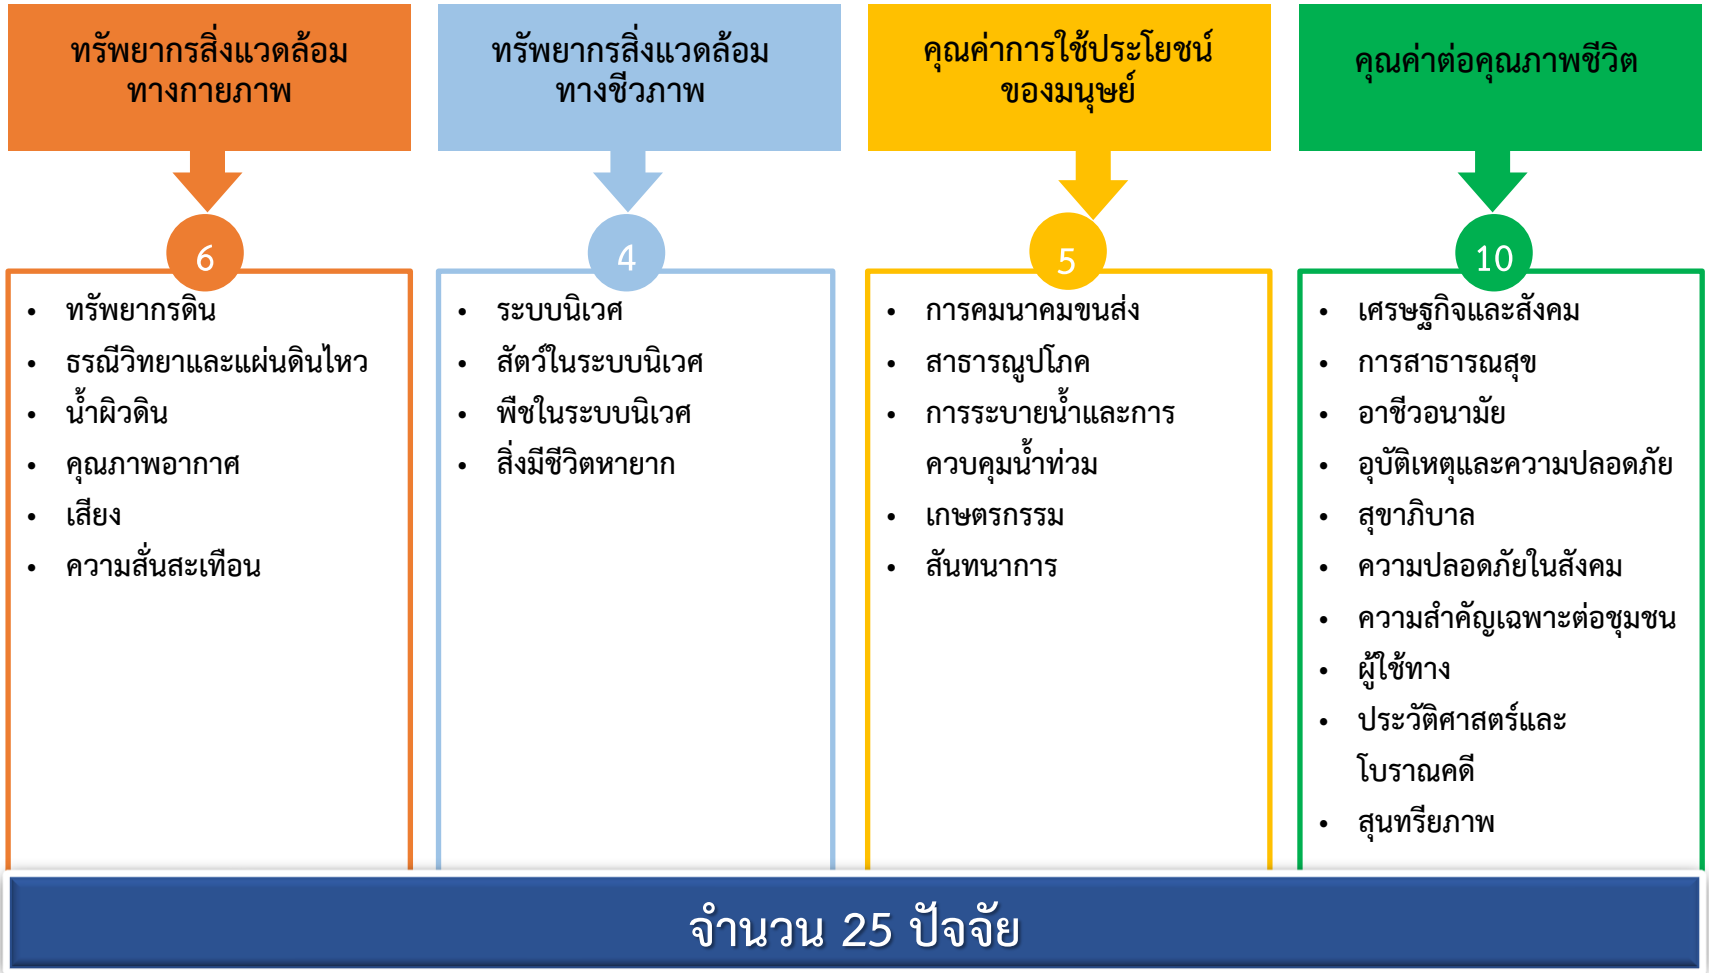 ทรัพยากรสิ่งแวดล้อม
ทางกายภาพ
6
• ทรัพยากรดิน
• ธรณีวิทยาและแผ่นดินไหว
• น้ำผิวดิน
• คุณภาพอากาศ
• เสียง
• ความสั่นสะเทือน
ทรัพยากรสิ่งแวดล้อม
ทางชีวภาพ
4
• ระบบนิเวศ
• สัตว์ในระบบนิเวศ
• พืชในระบบนิเวศ
• สิ่งมีชีวิตหายาก
คุณค่าการใช้ประโยชน์
ของมนุษย์
5
• การคมนาคมขนส่ง
• สาธารณูปโภค
• การระบายน้ำและการ
ควบคุมน้ำท่วม
• เกษตรกรรม
• สันทนาการ
คุณค่าต่อคุณภาพชีวิต
10
• เศรษฐกิจและสังคม
• การสาธารณสุข
• อาชีวอนามัย
• อุบัติเหตุและความปลอดภัย
• สุขาภิบาล
• ความปลอดภัยในสังคม
• ความสำคัญเฉพาะต่อชุมชน
• ผู้ใช้ทาง
• ประวัติศาสตร์และ
โบราณคดี
• สุนทรียภาพ
จำนวน 25 ปัจจัย